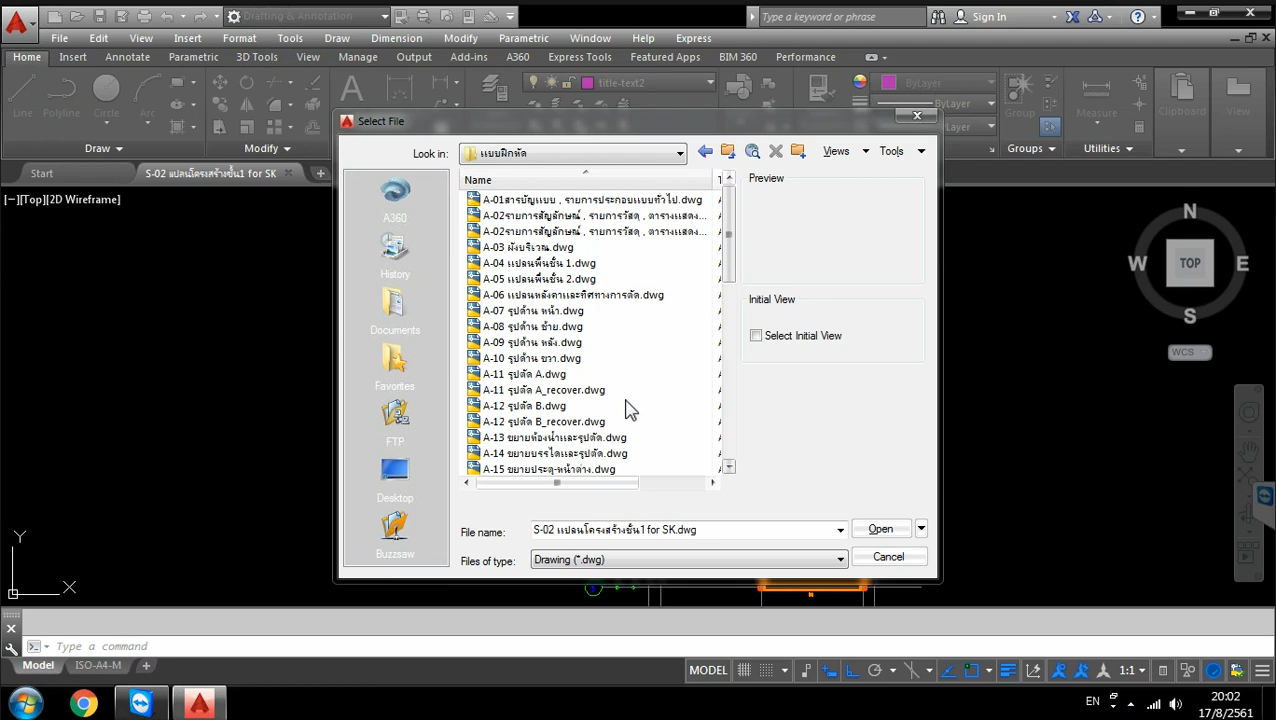 Drafting & Annotation
Type a keyword or phrase
Sign In
File Edit View Insert Format Tools Draw Dimension Modify Parametric Window Help Express
Home Insert Annotate Parametric 3D Tools View Manage Output Add-ins A360 Express Tools Featured Apps BIM 360 Performance
title-text2
ByLayer
ByLayer
ByLayer
Line Polyline Circle Arc
Group Measure Clipboard View
Draw Modify Groups Utilities
Start S-02 แปลนโครงสร้างชั้น1 for SK
[−][Top][2D Wireframe]
Select File
Look in: แบบฝึกหัด
Views Tools
Name
A-01สารบัญแบบ , รายการประกอบแบบทั่วไป.dwg
A-02รายการสัญลักษณ์ , รายการวัสดุ , ตารางแสดง...
A-02รายการสัญลักษณ์ , รายการวัสดุ , ตารางแสดง...
A-03 ผังบริเวณ.dwg
A-04 แปลนพื้นชั้น 1.dwg
A-05 แปลนพื้นชั้น 2.dwg
A-06 แปลนหลังคาและทิศทางการตัด.dwg
A-07 รูปด้าน หน้า.dwg
A-08 รูปด้าน ซ้าย.dwg
A-09 รูปด้าน หลัง.dwg
A-10 รูปด้าน ขวา.dwg
A-11 รูปตัด A.dwg
A-11 รูปตัด A_recover.dwg
A-12 รูปตัด B.dwg
A-12 รูปตัด B_recover.dwg
A-13 ขยายห้องน้ำและรูปตัด.dwg
A-14 ขยายบรรไดและรูปตัด.dwg
A-15 ขยายประตู-หน้าต่าง.dwg
A360
History
Documents
Favorites
FTP
Desktop
Buzzsaw
Preview
Initial View
Select Initial View
File name: S-02 แปลนโครงสร้างชั้น1 for SK.dwg
Open
Files of type: Drawing (*.dwg)
Cancel
N
W TOP E
S
WCS
Y
X
Type a command
Model ISO-A4-M
MODEL
1:1
EN
20:02
17/8/2561